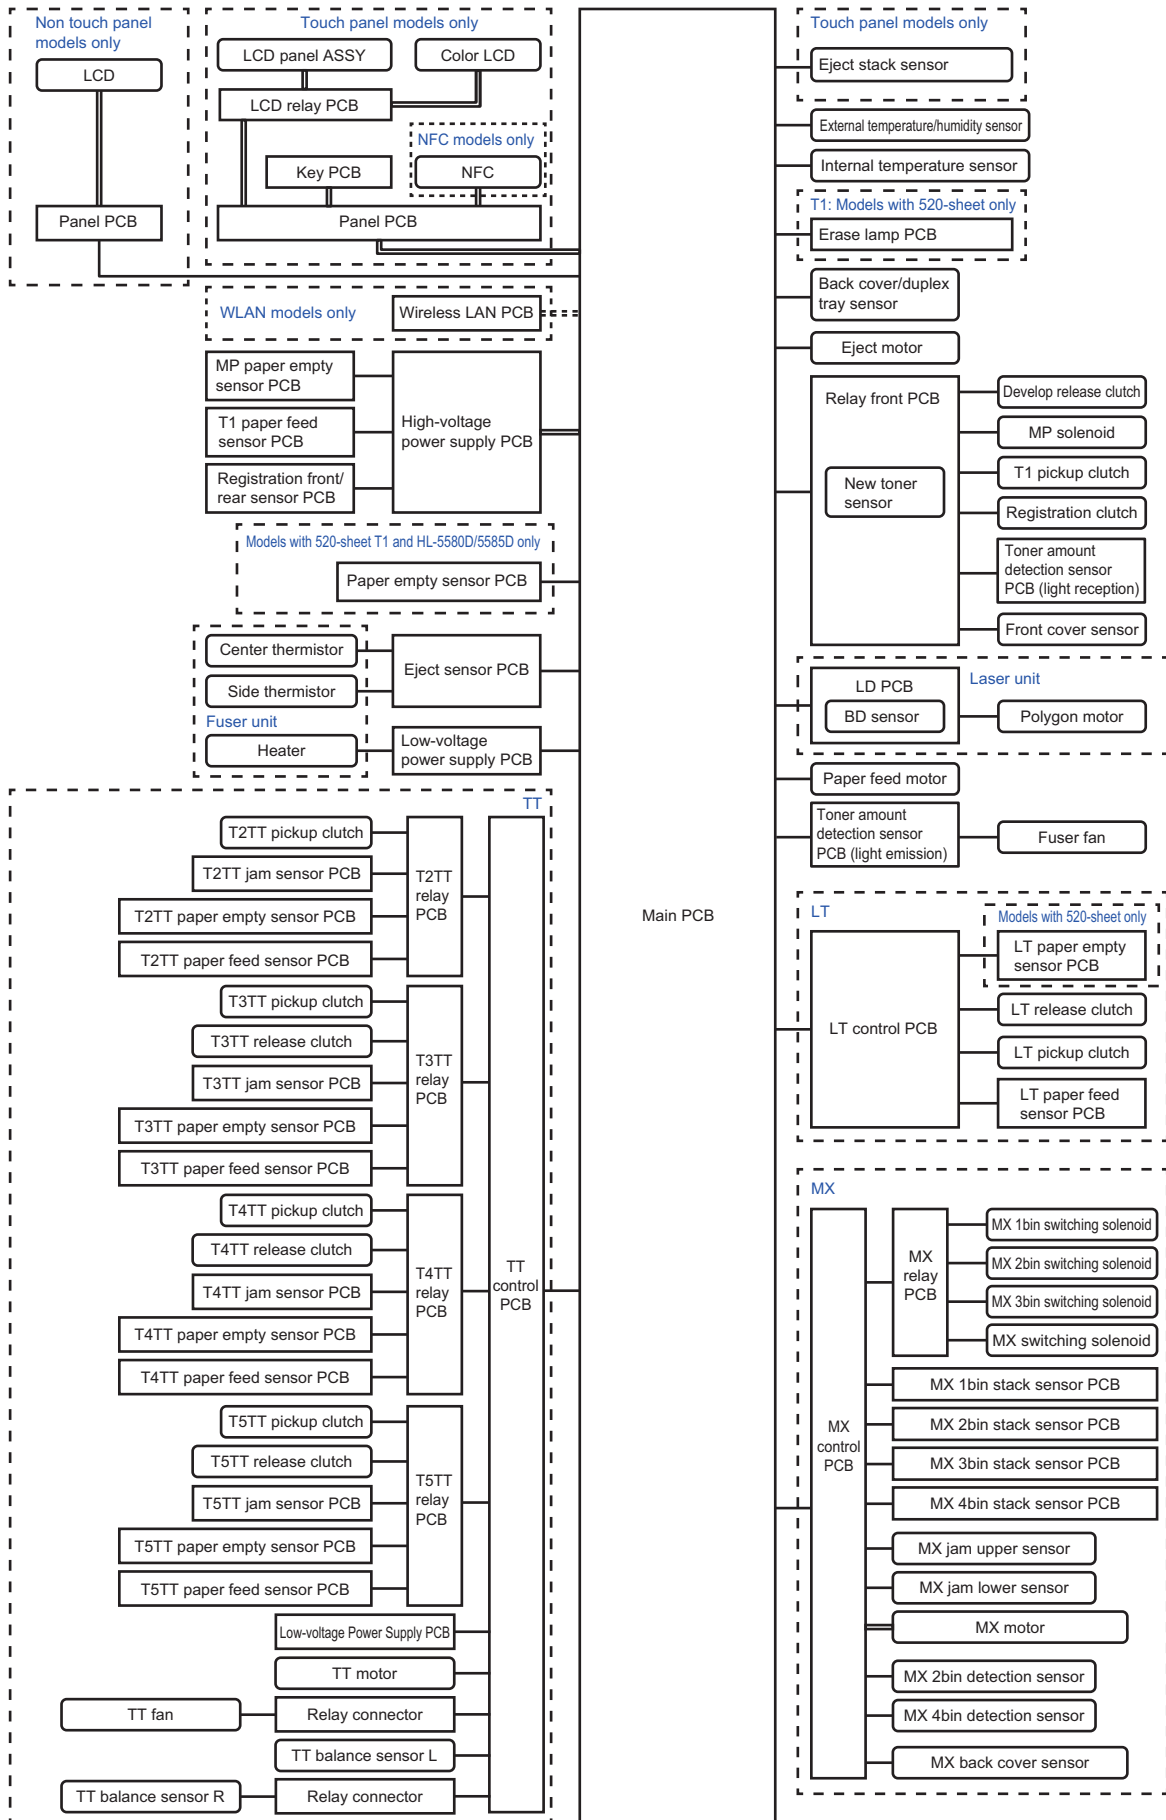 Non touch panel
models only
LCD
Panel PCB
Touch panel models only
LCD panel ASSY
Color LCD
LCD relay PCB
NFC models only
Key PCB
NFC
Panel PCB
WLAN models only
Wireless LAN PCB
MP paper empty
sensor PCB
T1 paper feed
sensor PCB
Registration front/
rear sensor PCB
High-voltage
power supply PCB
Models with 520-sheet T1 and HL-5580D/5585D only
Paper empty sensor PCB
Center thermistor
Side thermistor
Eject sensor PCB
Fuser unit
Heater
Low-voltage
power supply PCB
TT
T2TT pickup clutch
T2TT jam sensor PCB
T2TT paper empty sensor PCB
T2TT paper feed sensor PCB
T2TT
relay
PCB
T3TT pickup clutch
T3TT release clutch
T3TT jam sensor PCB
T3TT paper empty sensor PCB
T3TT paper feed sensor PCB
T3TT
relay
PCB
T4TT pickup clutch
T4TT release clutch
T4TT jam sensor PCB
T4TT paper empty sensor PCB
T4TT paper feed sensor PCB
T4TT
relay
PCB
T5TT pickup clutch
T5TT release clutch
T5TT jam sensor PCB
T5TT paper empty sensor PCB
T5TT paper feed sensor PCB
T5TT
relay
PCB
TT
control
PCB
Low-voltage Power Supply PCB
TT motor
TT fan
Relay connector
TT balance sensor L
TT balance sensor R
Relay connector
Main PCB
Touch panel models only
Eject stack sensor
External temperature/humidity sensor
Internal temperature sensor
T1: Models with 520-sheet only
Erase lamp PCB
Back cover/duplex
tray sensor
Eject motor
Relay front PCB
New toner
sensor
Develop release clutch
MP solenoid
T1 pickup clutch
Registration clutch
Toner amount
detection sensor
PCB (light reception)
Front cover sensor
Laser unit
LD PCB
BD sensor
Polygon motor
Paper feed motor
Toner amount
detection sensor
PCB (light emission)
Fuser fan
LT
Models with 520-sheet only
LT paper empty
sensor PCB
LT control PCB
LT release clutch
LT pickup clutch
LT paper feed
sensor PCB
MX
MX
relay
PCB
MX 1bin switching solenoid
MX 2bin switching solenoid
MX 3bin switching solenoid
MX switching solenoid
MX
control
PCB
MX 1bin stack sensor PCB
MX 2bin stack sensor PCB
MX 3bin stack sensor PCB
MX 4bin stack sensor PCB
MX jam upper sensor
MX jam lower sensor
MX motor
MX 2bin detection sensor
MX 4bin detection sensor
MX back cover sensor